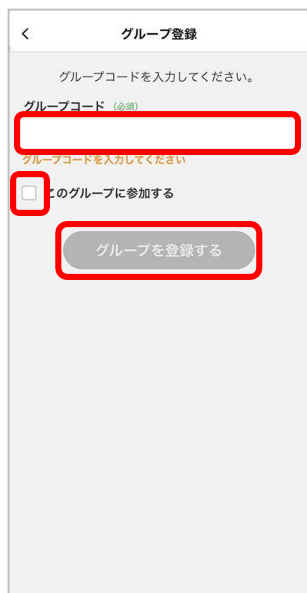 グループ登録
グループコードを入力してください。
グループコード (必須)
グループコードを入力してください
このグループに参加する
グループを登録する